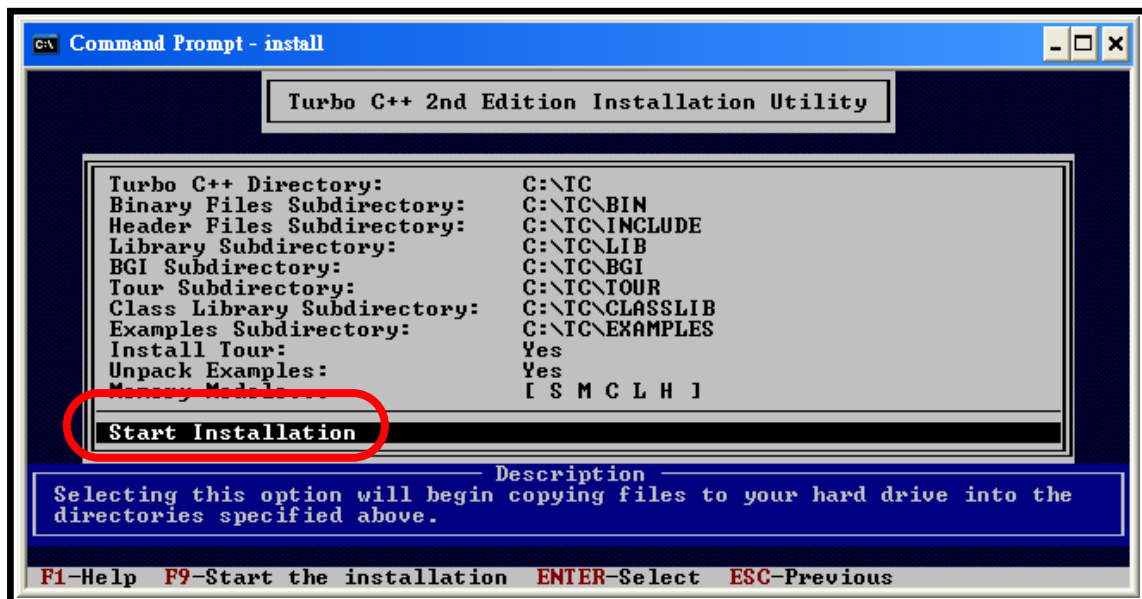 C:\ Command Prompt - install
Turbo C++ 2nd Edition Installation Utility
Turbo C++ Directory: C:\TC
Binary Files Subdirectory: C:\TC\BIN
Header Files Subdirectory: C:\TC\INCLUDE
Library Subdirectory: C:\TC\LIB
BGI Subdirectory: C:\TC\BGI
Tour Subdirectory: C:\TC\TOUR
Class Library Subdirectory: C:\TC\CLASSLIB
Examples Subdirectory: C:\TC\EXAMPLES
Install Tour: Yes
Unpack Examples: Yes
[ S M C L H ]
Start Installation
Description
Selecting this option will begin copying files to your hard drive into the
directories specified above.
F1-Help F9-Start the installation ENTER-Select ESC-Previous